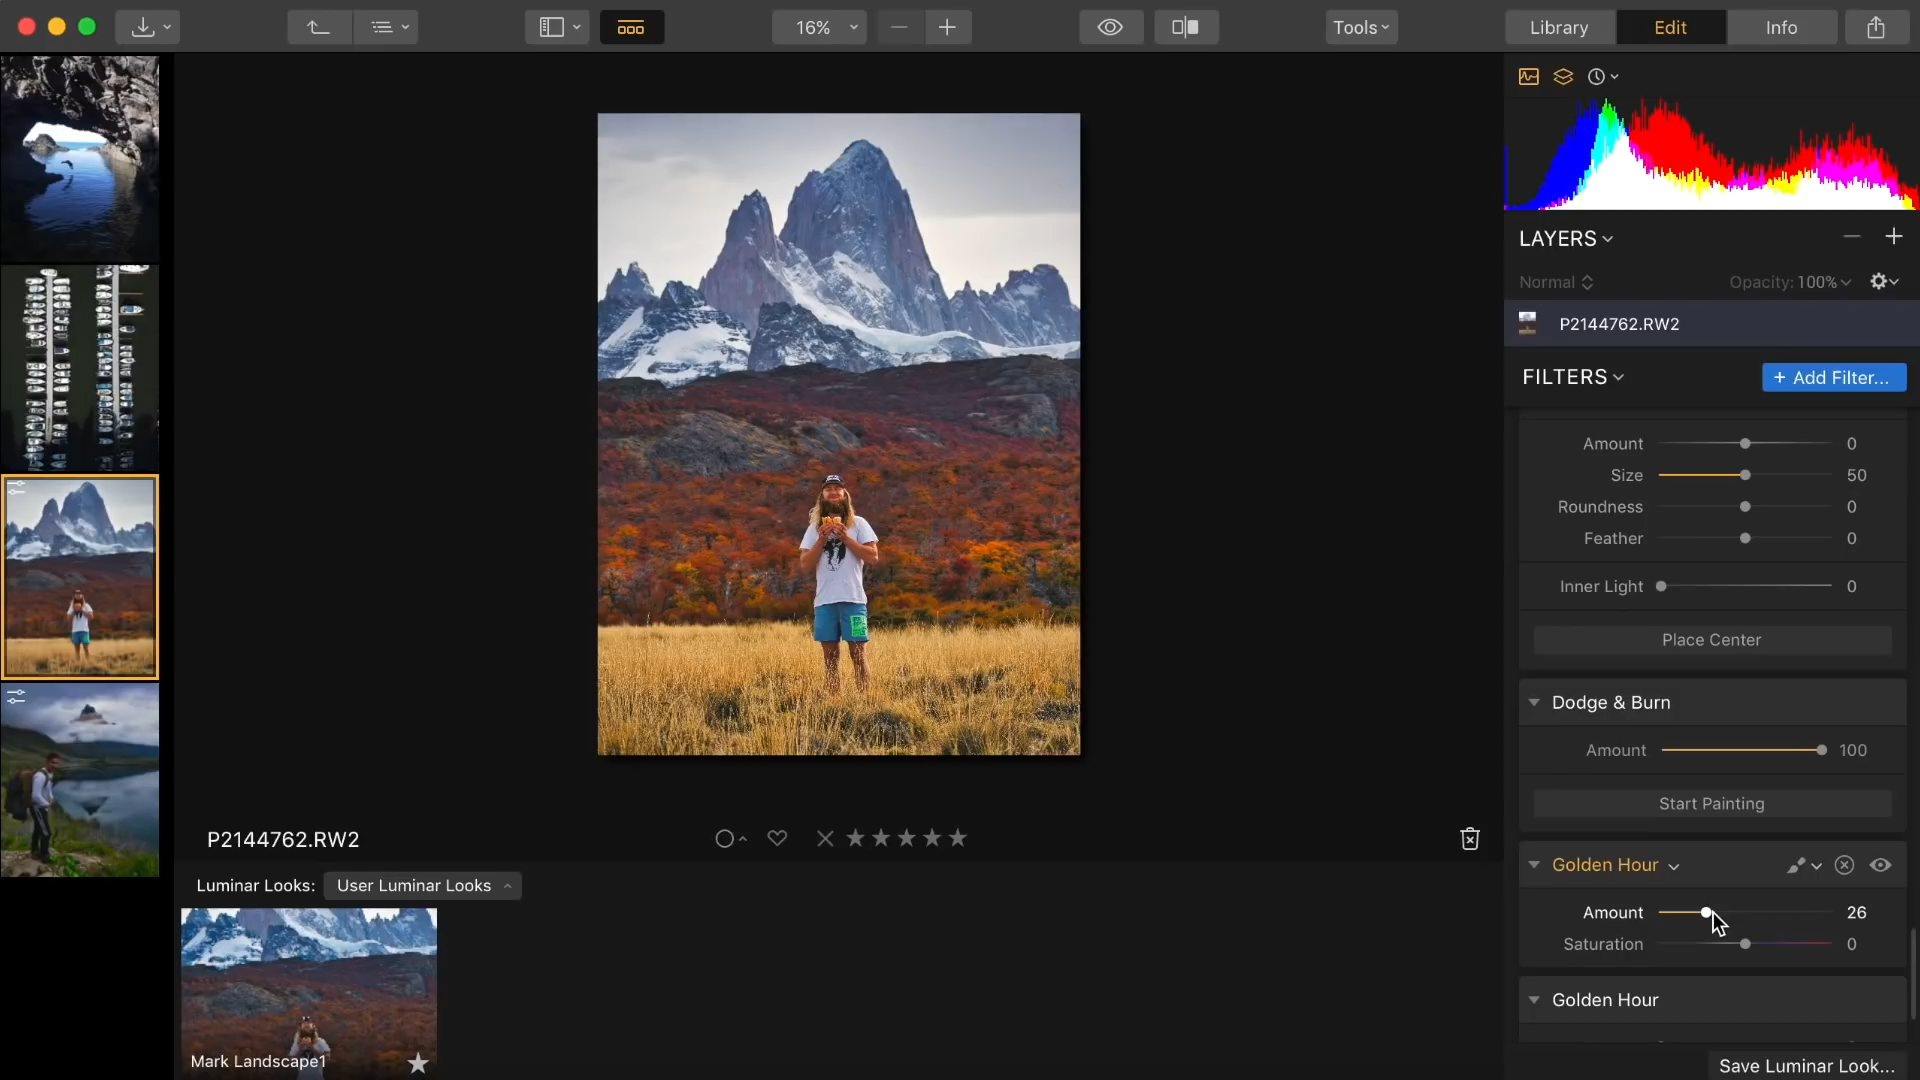 16%
Tools
Library
Edit
Info
LAYERS
Normal
Opacity: 100%
P2144762.RW2
FILTERS
+ Add Filter...
Amount 0
Size 50
Roundness 0
Feather 0
Inner Light 0
Place Center
Dodge & Burn
Amount 100
Start Painting
Golden Hour
Amount 26
Saturation 0
Golden Hour
Save Luminar Look...
P2144762.RW2
Luminar Looks: User Luminar Looks
Mark Landscape1